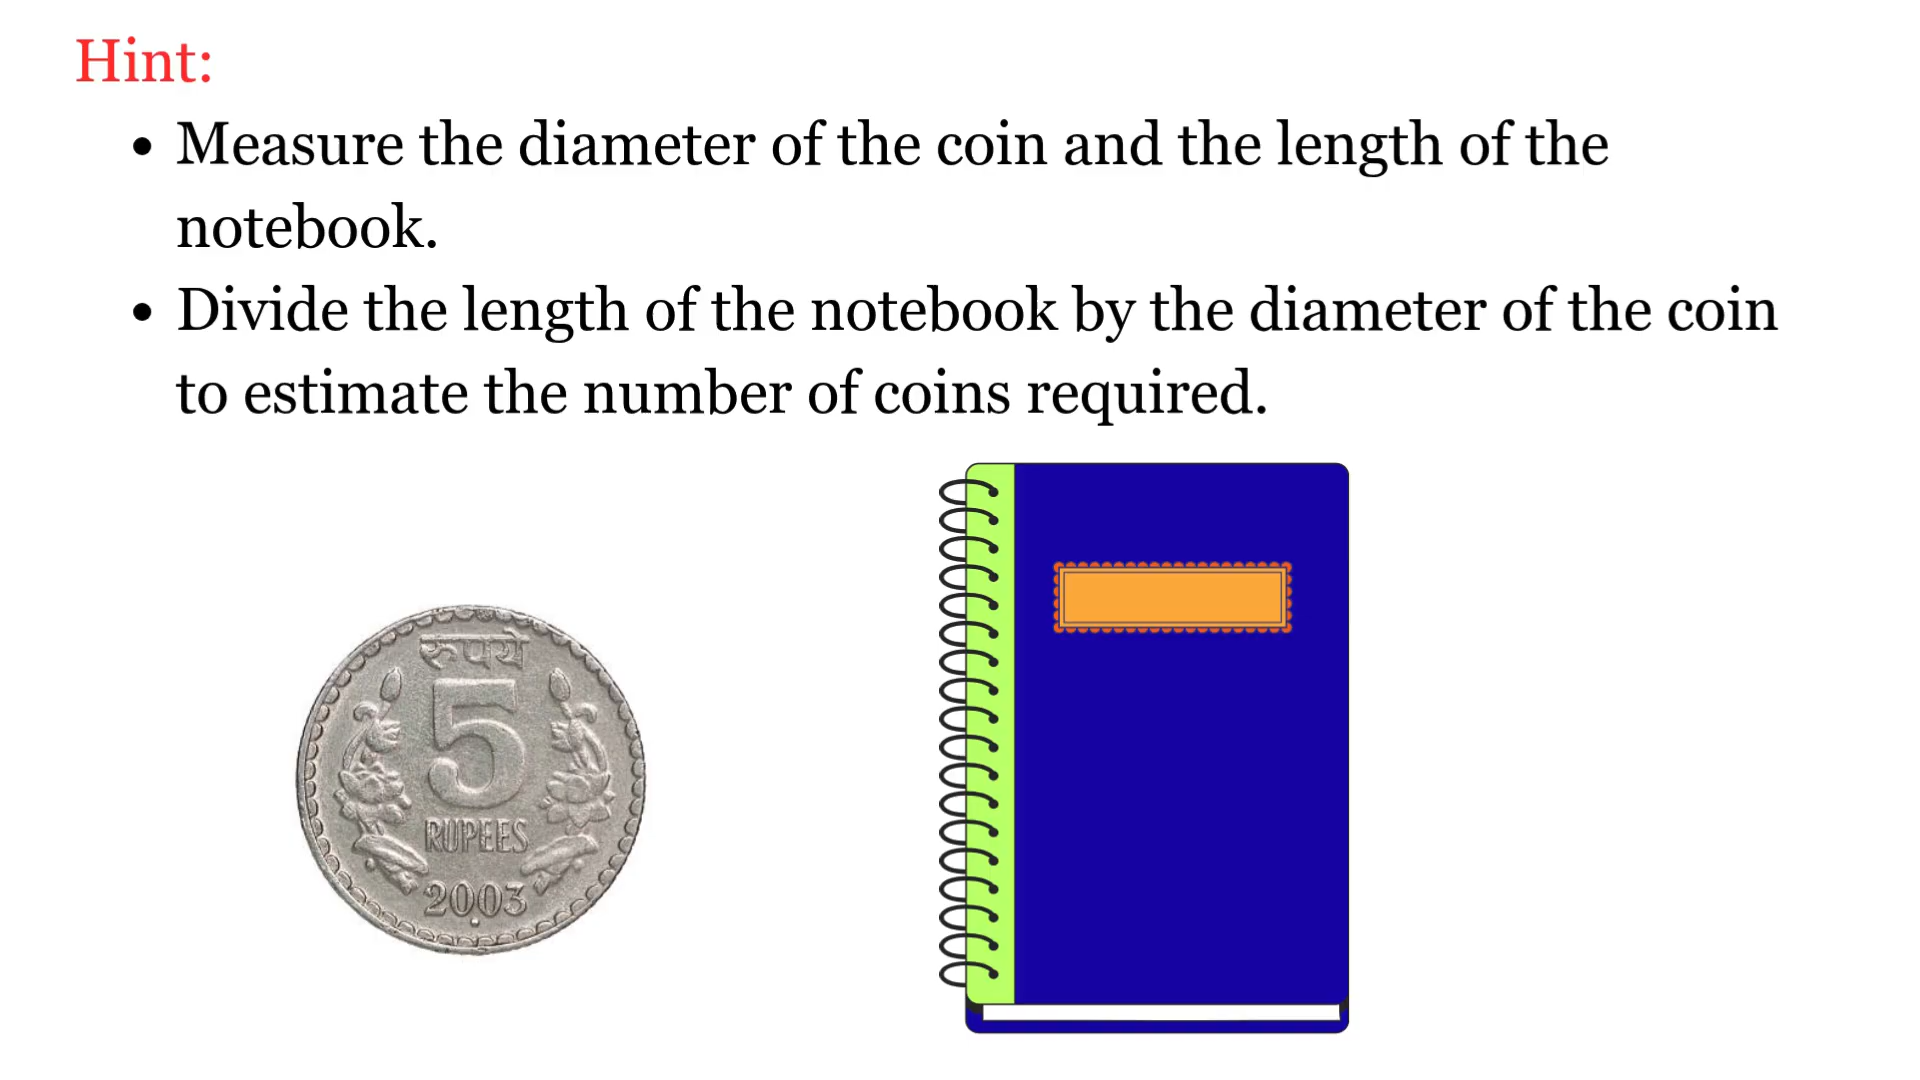 Hint:
• Measure the diameter of the coin and the length of the
notebook.
• Divide the length of the notebook by the diameter of the coin
to estimate the number of coins required.
रूपये
5
RUPEES
2003